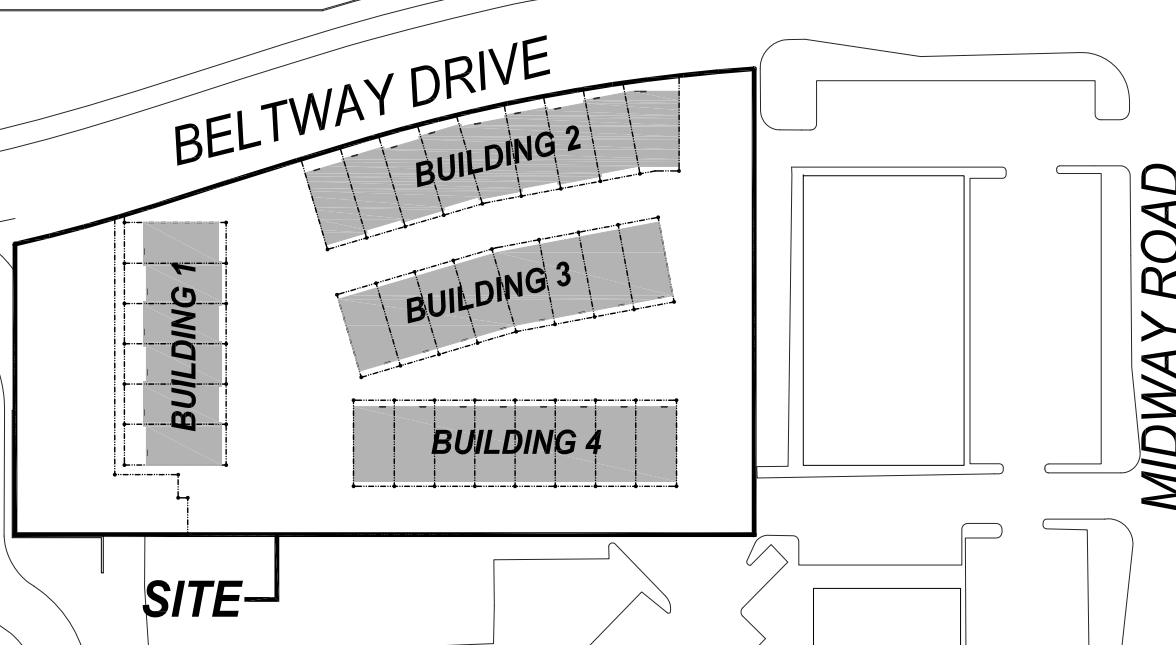 BELTWAY DRIVE
BUILDING 2
BUILDING 3
BUILDING 1
BUILDING 4
MIDWAY ROAD
SITE